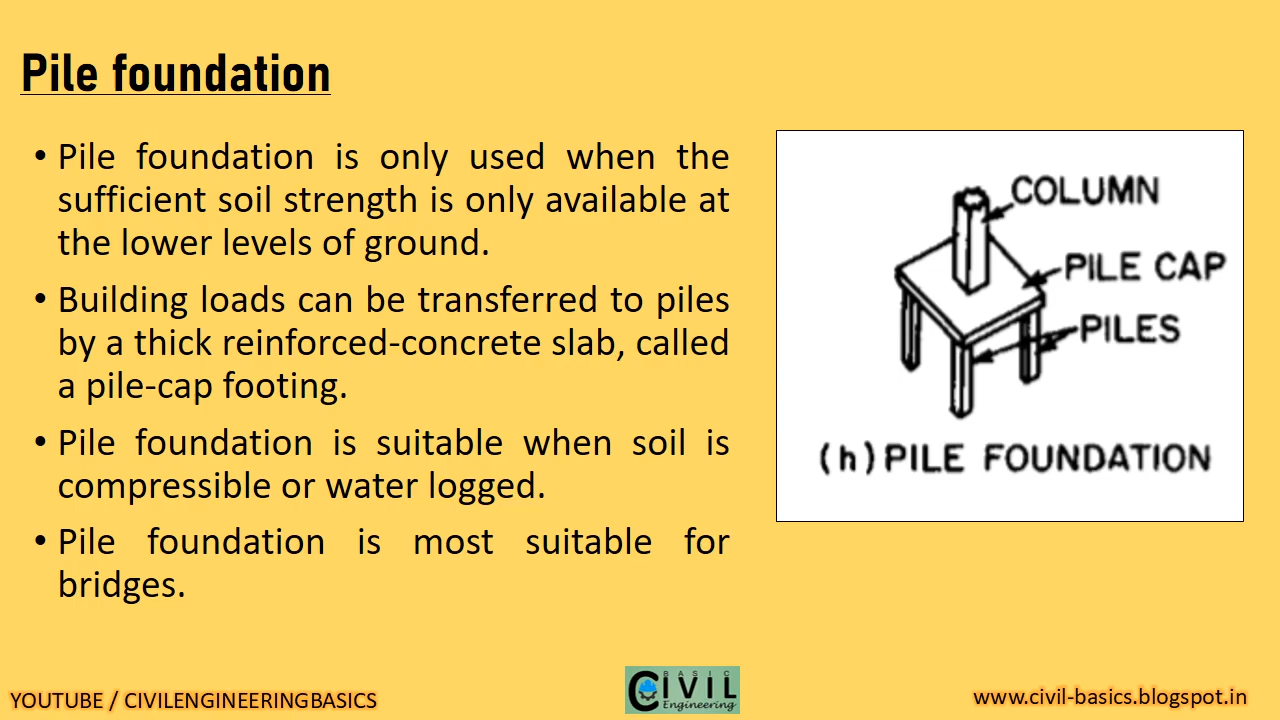 Pile foundation
• Pile foundation is only used when the
sufficient soil strength is only available at
the lower levels of ground.
• Building loads can be transferred to piles
by a thick reinforced-concrete slab, called
a pile-cap footing.
• Pile foundation is suitable when soil is
compressible or water logged.
• Pile foundation is most suitable for
bridges.
COLUMN
PILE CAP
PILES
(h) PILE FOUNDATION
YOUTUBE / CIVILENGINEERINGBASICS
BASIC
CIVIL
Engineering
www.civil-basics.blogspot.in